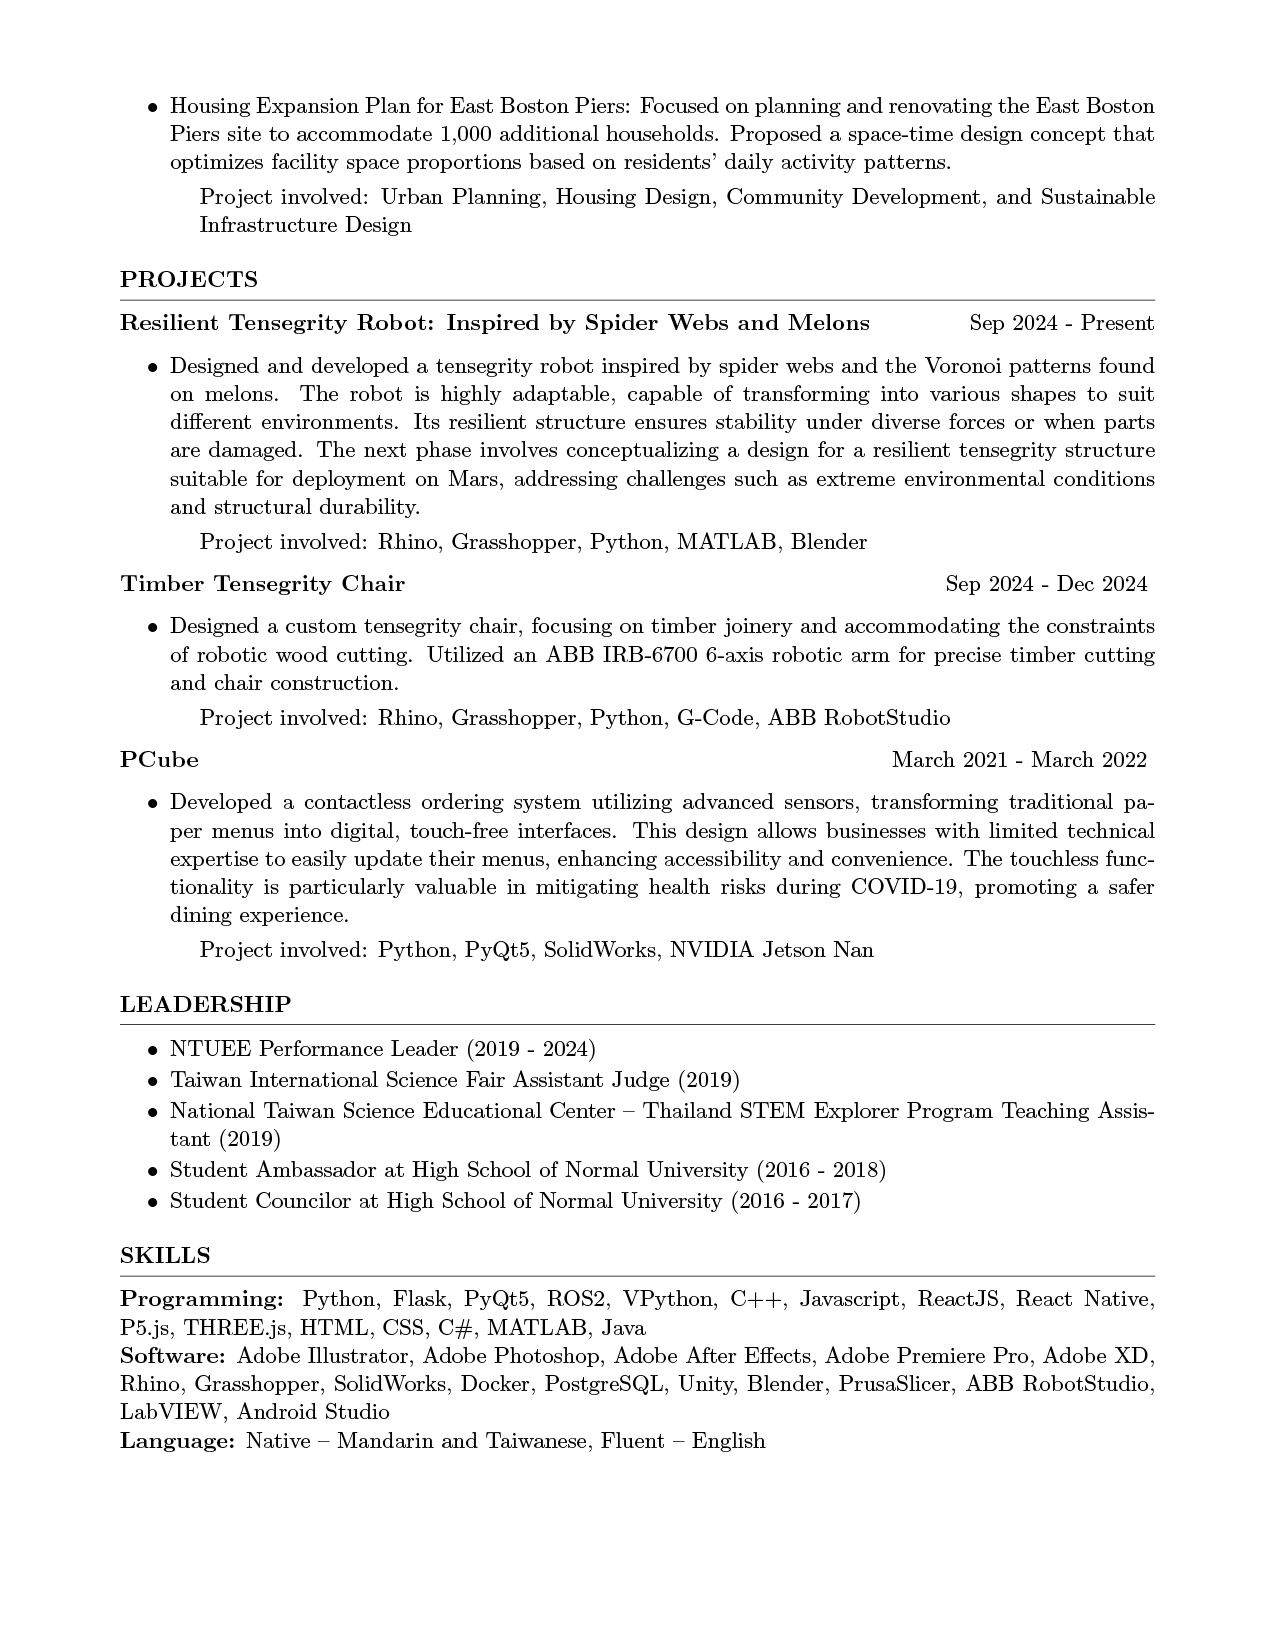 • Housing Expansion Plan for East Boston Piers: Focused on planning and renovating the East Boston
Piers site to accommodate 1,000 additional households. Proposed a space-time design concept that
optimizes facility space proportions based on residents' daily activity patterns.
Project involved: Urban Planning, Housing Design, Community Development, and Sustainable
Infrastructure Design
PROJECTS
Resilient Tensegrity Robot: Inspired by Spider Webs and Melons Sep 2024 - Present
• Designed and developed a tensegrity robot inspired by spider webs and the Voronoi patterns found
on melons. The robot is highly adaptable, capable of transforming into various shapes to suit
different environments. Its resilient structure ensures stability under diverse forces or when parts
are damaged. The next phase involves conceptualizing a design for a resilient tensegrity structure
suitable for deployment on Mars, addressing challenges such as extreme environmental conditions
and structural durability.
Project involved: Rhino, Grasshopper, Python, MATLAB, Blender
Timber Tensegrity Chair Sep 2024 - Dec 2024
• Designed a custom tensegrity chair, focusing on timber joinery and accommodating the constraints
of robotic wood cutting. Utilized an ABB IRB-6700 6-axis robotic arm for precise timber cutting
and chair construction.
Project involved: Rhino, Grasshopper, Python, G-Code, ABB RobotStudio
PCube March 2021 - March 2022
• Developed a contactless ordering system utilizing advanced sensors, transforming traditional pa-
per menus into digital, touch-free interfaces. This design allows businesses with limited technical
expertise to easily update their menus, enhancing accessibility and convenience. The touchless func-
tionality is particularly valuable in mitigating health risks during COVID-19, promoting a safer
dining experience.
Project involved: Python, PyQt5, SolidWorks, NVIDIA Jetson Nan
LEADERSHIP
• NTUEE Performance Leader (2019 - 2024)
• Taiwan International Science Fair Assistant Judge (2019)
• National Taiwan Science Educational Center – Thailand STEM Explorer Program Teaching Assis-
tant (2019)
• Student Ambassador at High School of Normal University (2016 - 2018)
• Student Councilor at High School of Normal University (2016 - 2017)
SKILLS
Programming: Python, Flask, PyQt5, ROS2, VPython, C++, Javascript, ReactJS, React Native,
P5.js, THREE.js, HTML, CSS, C#, MATLAB, Java
Software: Adobe Illustrator, Adobe Photoshop, Adobe After Effects, Adobe Premiere Pro, Adobe XD,
Rhino, Grasshopper, SolidWorks, Docker, PostgreSQL, Unity, Blender, PrusaSlicer, ABB RobotStudio,
LabVIEW, Android Studio
Language: Native – Mandarin and Taiwanese, Fluent – English